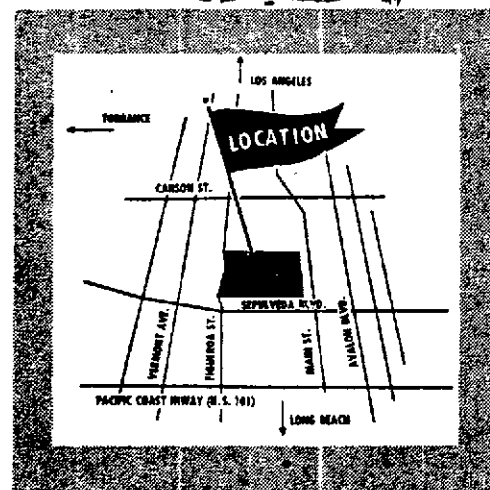 LOS ANGELES
TORRANCE
LOCATION
CARSON ST.
SEPULVEDA BLVD.
VERMONT AVE.
FIGUEROA ST.
MAIN ST.
AVALON BLVD.
PACIFIC COAST HIWAY (U.S. 101)
LONG BEACH